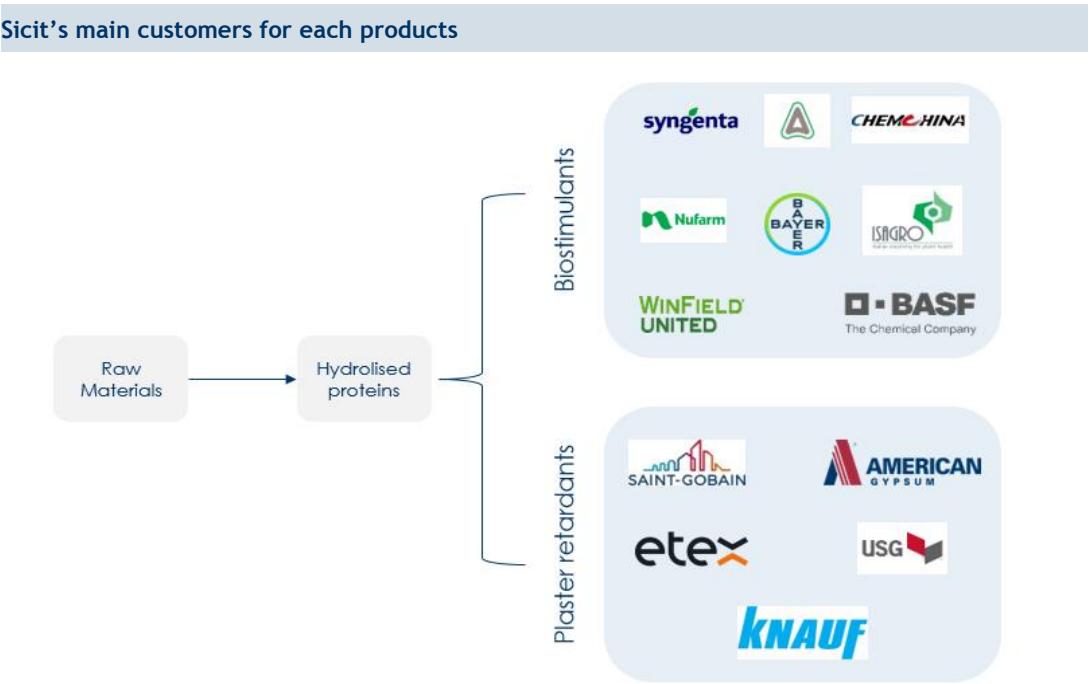 Sicit's main customers for each products
syngenta
CHEMCHINA
Biostimulants
Nufarm
BAYER
BAYER
ISAGRO
WINFIELD
UNITED
BASF
The Chemical Company
Raw
Materials
Hydrolised
proteins
Plaster retardants
SAINT-GOBAIN
AMERICAN
GYPSUM
etex
USG
KNAUF